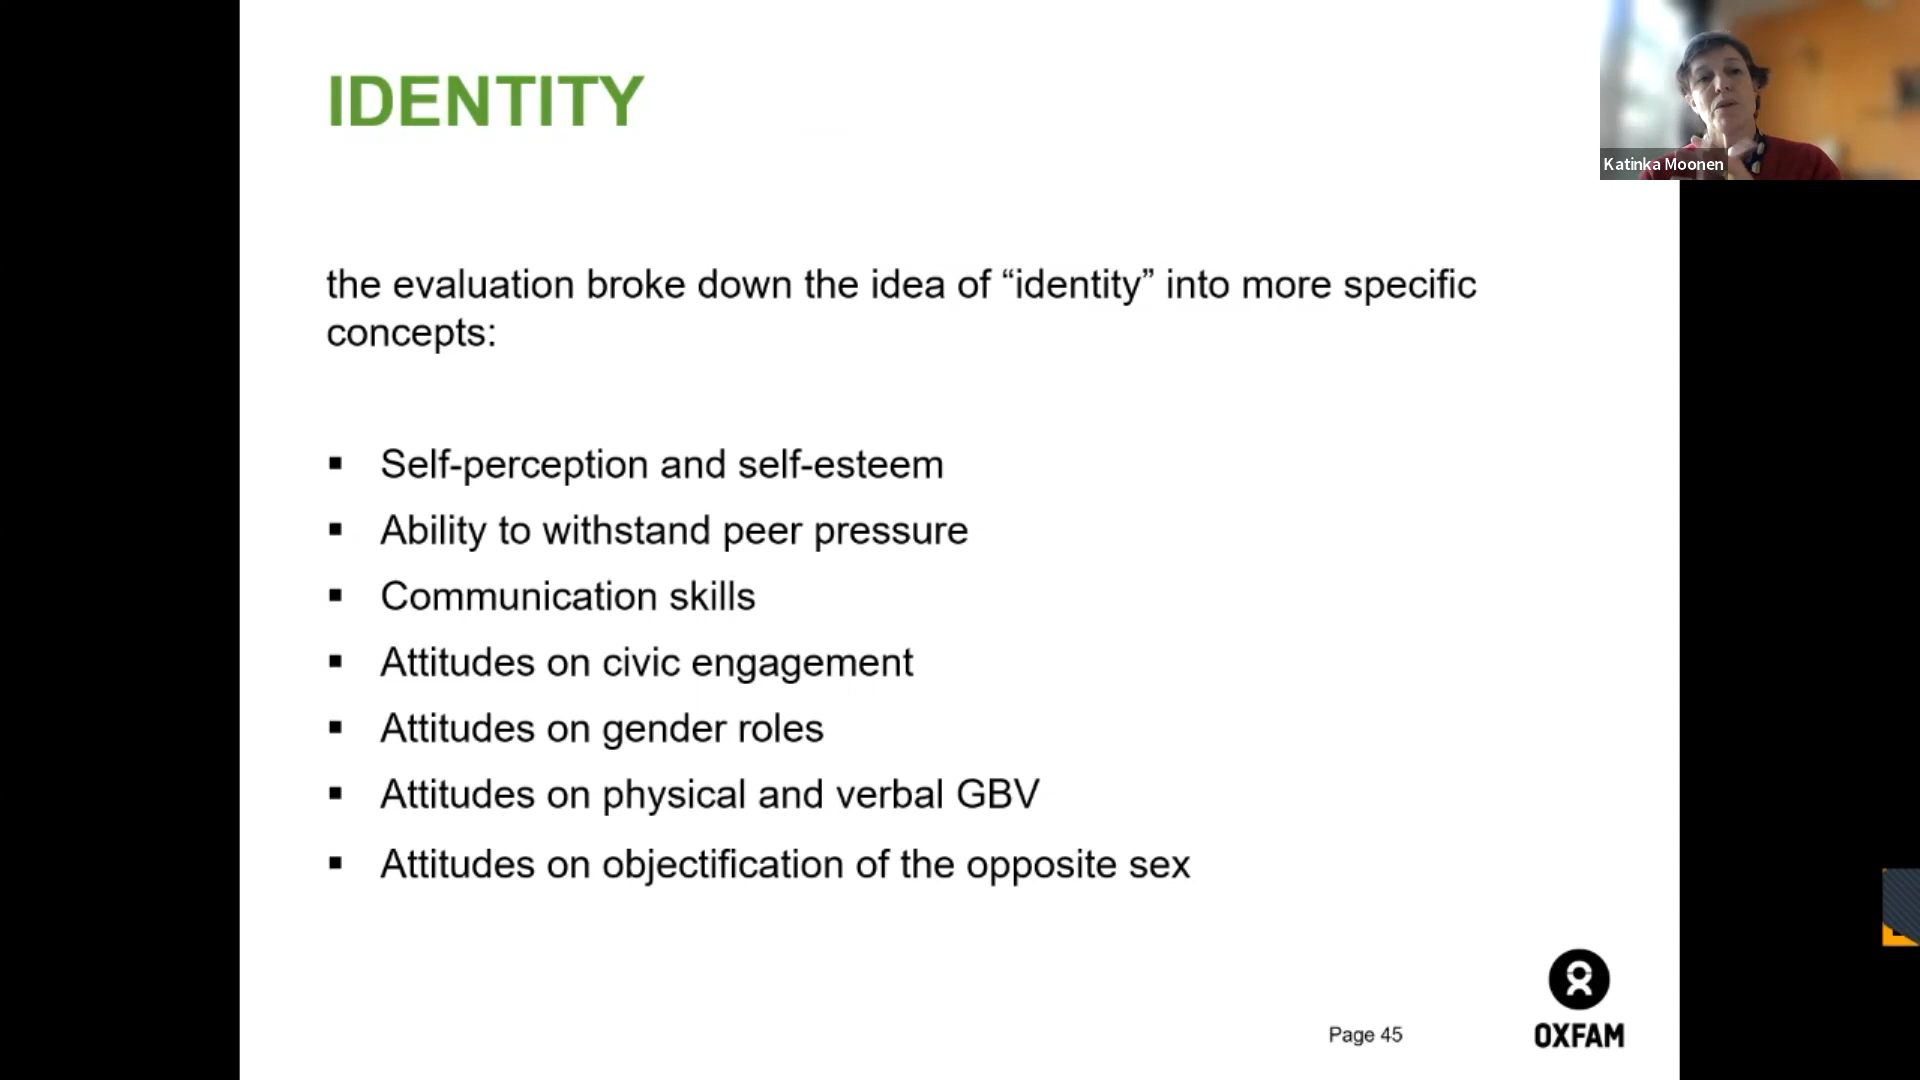 IDENTITY
Katinka Moonen
the evaluation broke down the idea of “identity” into more specific
concepts:
▪ Self-perception and self-esteem
▪ Ability to withstand peer pressure
▪ Communication skills
▪ Attitudes on civic engagement
▪ Attitudes on gender roles
▪ Attitudes on physical and verbal GBV
▪ Attitudes on objectification of the opposite sex
Page 45
OXFAM